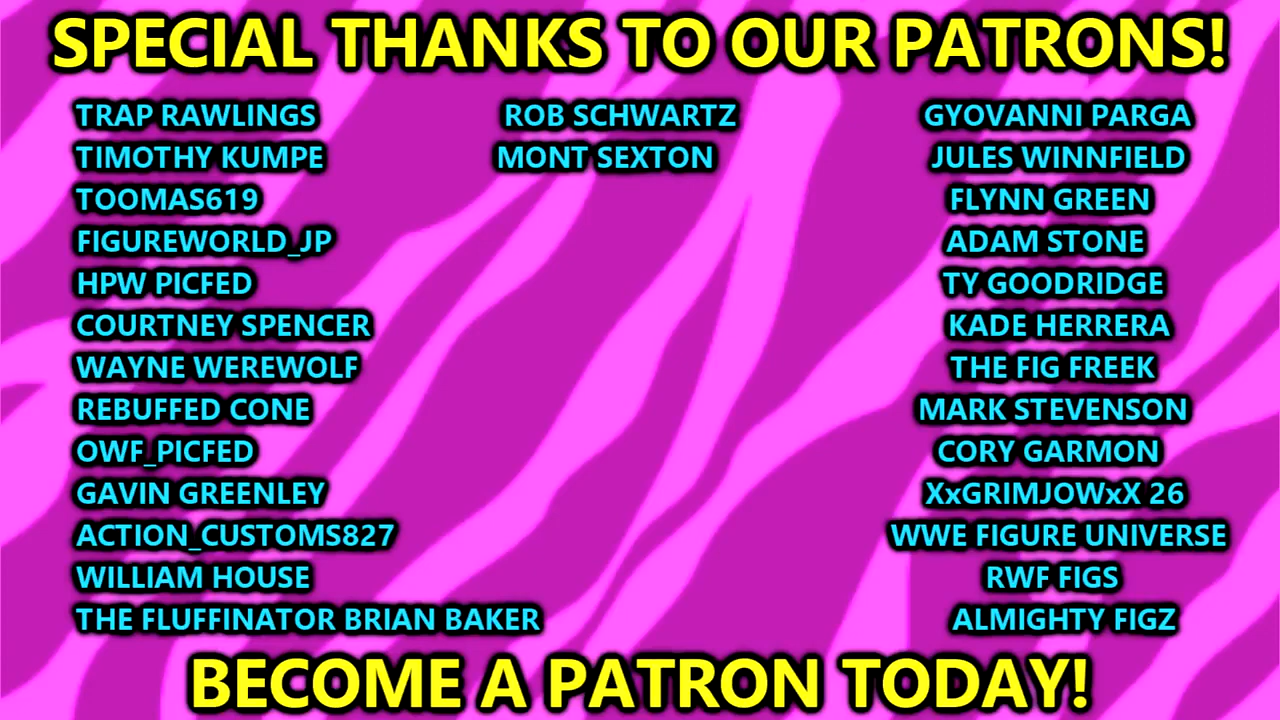 SPECIAL THANKS TO OUR PATRONS!
TRAP RAWLINGS
TIMOTHY KUMPE
TOOMAS619
FIGUREWORLD_JP
HPW PICFED
COURTNEY SPENCER
WAYNE WEREWOLF
REBUFFED CONE
OWF_PICFED
GAVIN GREENLEY
ACTION_CUSTOMS827
WILLIAM HOUSE
THE FLUFFINATOR BRIAN BAKER
ROB SCHWARTZ
MONT SEXTON
GYOVANNI PARGA
JULES WINNFIELD
FLYNN GREEN
ADAM STONE
TY GOODRIDGE
KADE HERRERA
THE FIG FREEK
MARK STEVENSON
CORY GARMON
XxGRIMJOWxX 26
WWE FIGURE UNIVERSE
RWF FIGS
ALMIGHTY FIGZ
BECOME A PATRON TODAY!